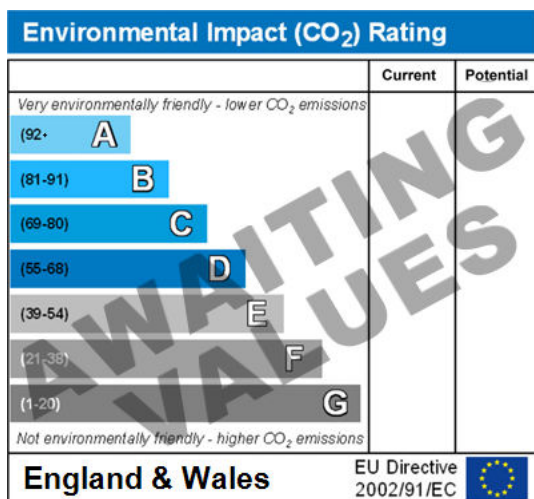 Environmental Impact (CO₂) Rating
Current Potential
Very environmentally friendly - lower CO₂ emissions
(92+ A
(81-91) B
(69-80) C
(55-68) D
(39-54) E
(21-38) F
(1-20) G
AWAITING
VALUES
Not environmentally friendly - higher CO₂ emissions
England & Wales
EU Directive
2002/91/EC